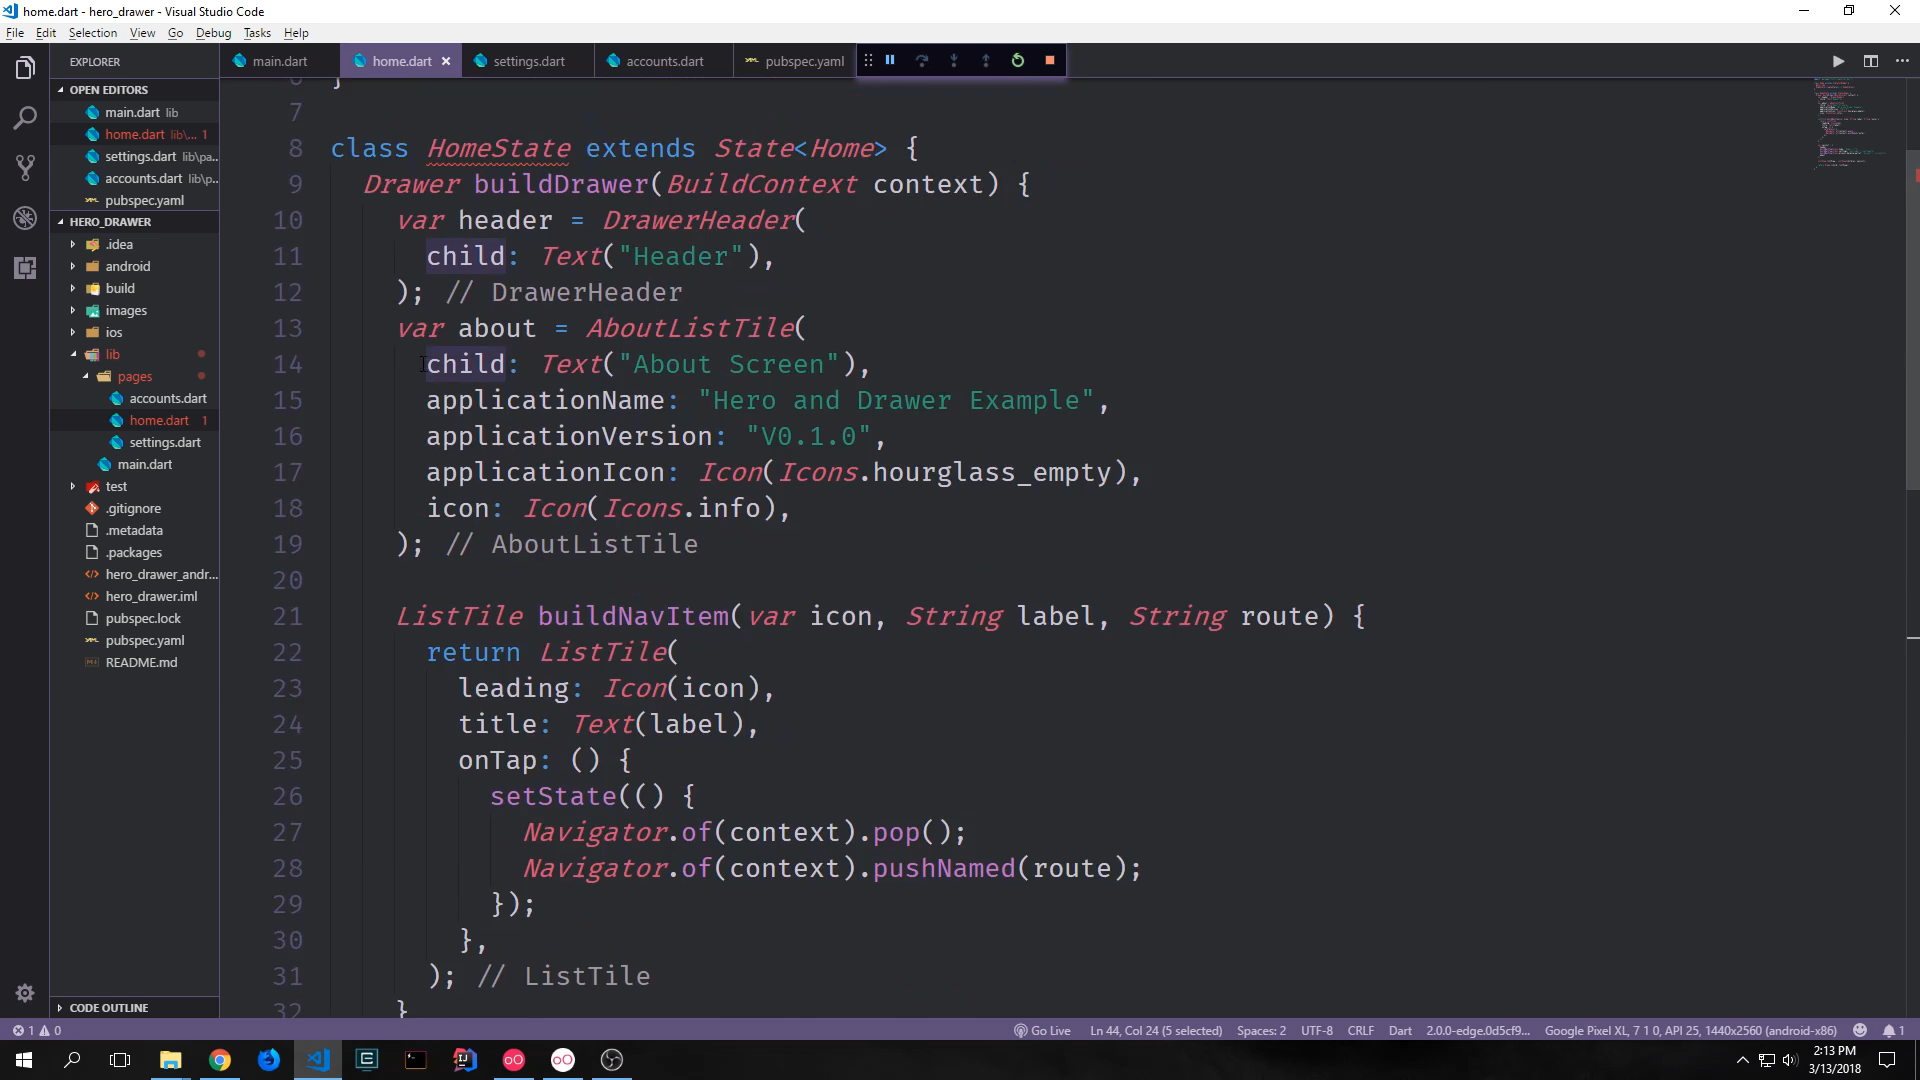 home.dart - hero_drawer - Visual Studio Code
File Edit Selection View Go Debug Tasks Help
EXPLORER
main.dart
home.dart
settings.dart
accounts.dart
pubspec.yaml
OPEN EDITORS
main.dart lib
home.dart lib\... 1
settings.dart lib\pa...
accounts.dart lib\p...
pubspec.yaml
HERO_DRAWER
.idea
android
build
images
ios
lib
pages
accounts.dart
home.dart 1
settings.dart
main.dart
test
.gitignore
.metadata
.packages
hero_drawer_andr...
hero_drawer.iml
pubspec.lock
pubspec.yaml
README.md
CODE OUTLINE
6 }
7
8 class HomeState extends State<Home> {
9 Drawer buildDrawer(BuildContext context) {
10 var header = DrawerHeader(
11 child: Text("Header"),
12 ); // DrawerHeader
13 var about = AboutListTile(
14 child: Text("About Screen"),
15 applicationName: "Hero and Drawer Example",
16 applicationVersion: "V0.1.0",
17 applicationIcon: Icon(Icons.hourglass_empty),
18 icon: Icon(Icons.info),
19 ); // AboutListTile
20
21 ListTile buildNavItem(var icon, String label, String route) {
22 return ListTile(
23 leading: Icon(icon),
24 title: Text(label),
25 onTap: () {
26 setState(() {
27 Navigator.of(context).pop();
28 Navigator.of(context).pushNamed(route);
29 });
30 },
31 ); // ListTile
32 }
1 0 Go Live Ln 44, Col 24 (5 selected) Spaces: 2 UTF-8 CRLF Dart 2.0.0-edge.0d5cf9... Google Pixel XL, 7 1 0, API 25, 1440x2560 (android-x86) 1
2:13 PM
3/13/2018